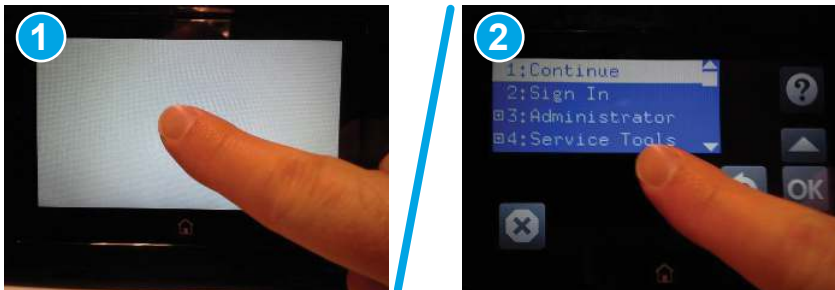 1
2
1:Continue
2:Sign In
3:Administrator
4:Service Tools
?
OK